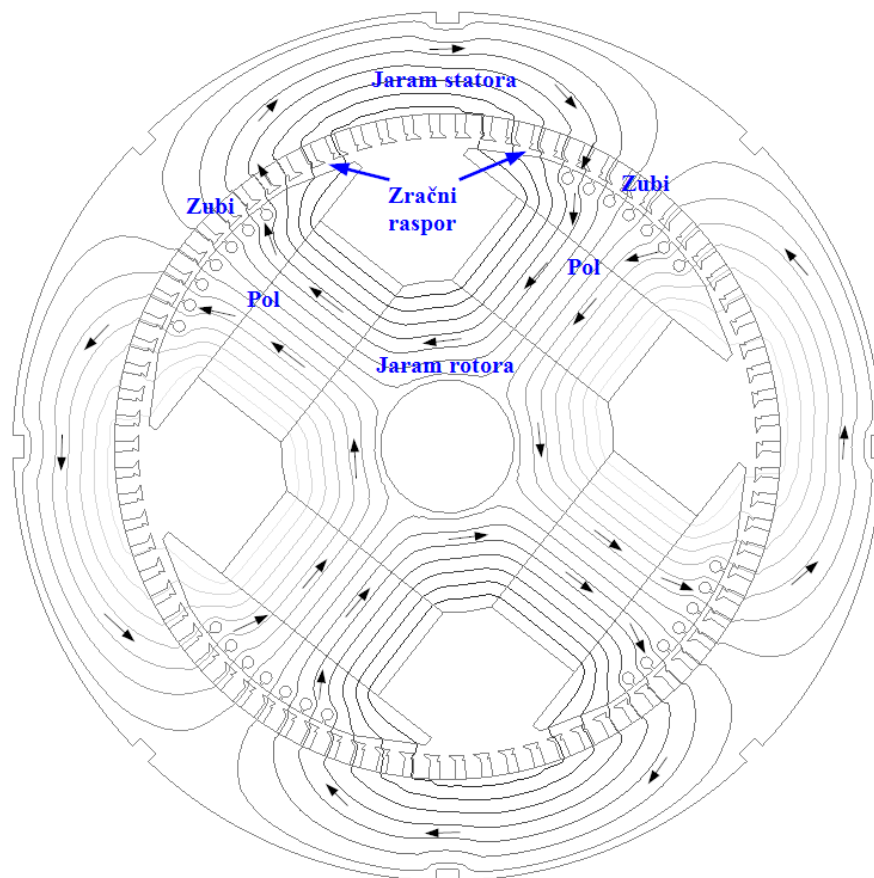 Jaram statora
Zubi
Zubi
Zračni
raspor
Pol
Pol
Jaram rotora